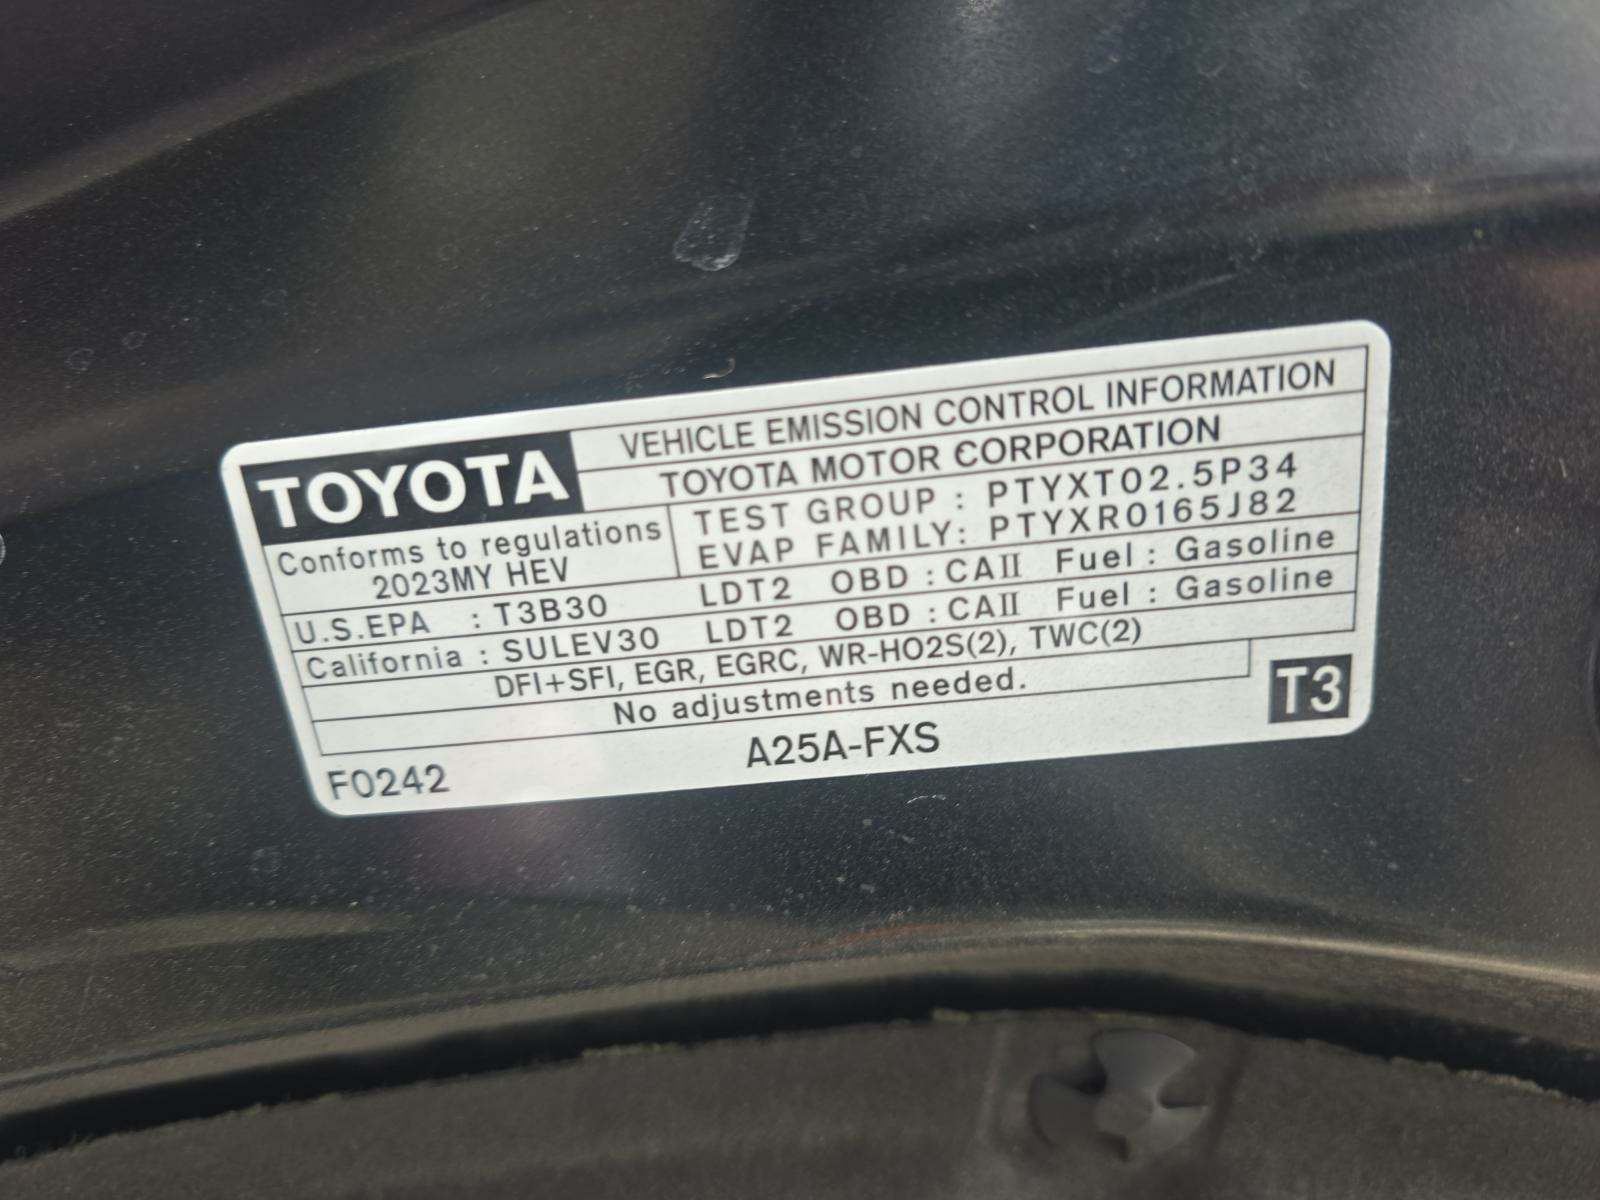 TOYOTA
VEHICLE EMISSION CONTROL INFORMATION
TOYOTA MOTOR CORPORATION
Conforms to regulations
2023MY HEV
TEST GROUP : PTYXT02.5P34
EVAP FAMILY: PTYXR0165J82
U.S.EPA : T3B30 LDT2 OBD : CAII Fuel : Gasoline
California : SULEV30 LDT2 OBD : CAII Fuel : Gasoline
DFI+SFI, EGR, EGRC, WR-HO2S(2), TWC(2)
No adjustments needed.
T3
F0242 A25A-FXS